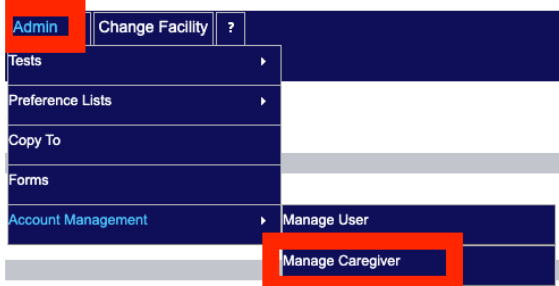 Admin Change Facility ?
Tests
Preference Lists
Copy To
Forms
Account Management Manage User
Manage Caregiver